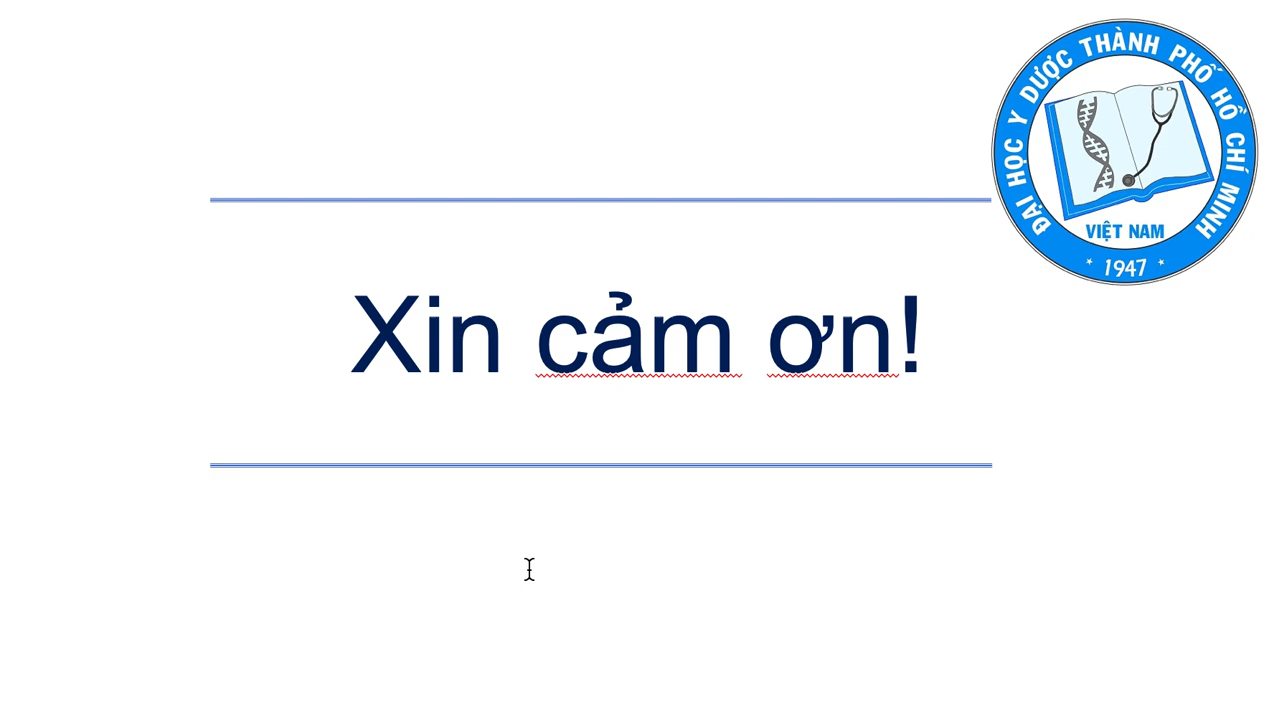 ĐẠI HỌC Y DƯỢC THÀNH PHỐ HỒ CHÍ MINH
VIỆT NAM
* 1947 *
Xin cảm ơn!